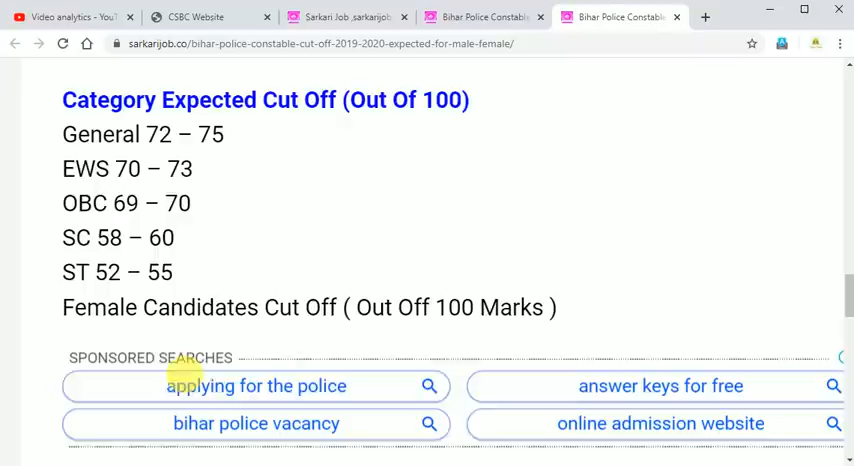 Video analytics - YouT
CSBC Website
Sarkari Job ,sarkarijob
Bihar Police Constable
Bihar Police Constable
sarkarijob.co/bihar-police-constable-cut-off-2019-2020-expected-for-male-female/
Category Expected Cut Off (Out Of 100)
General 72 – 75
EWS 70 – 73
OBC 69 – 70
SC 58 – 60
ST 52 – 55
Female Candidates Cut Off ( Out Off 100 Marks )
SPONSORED SEARCHES
applying for the police
answer keys for free
bihar police vacancy
online admission website